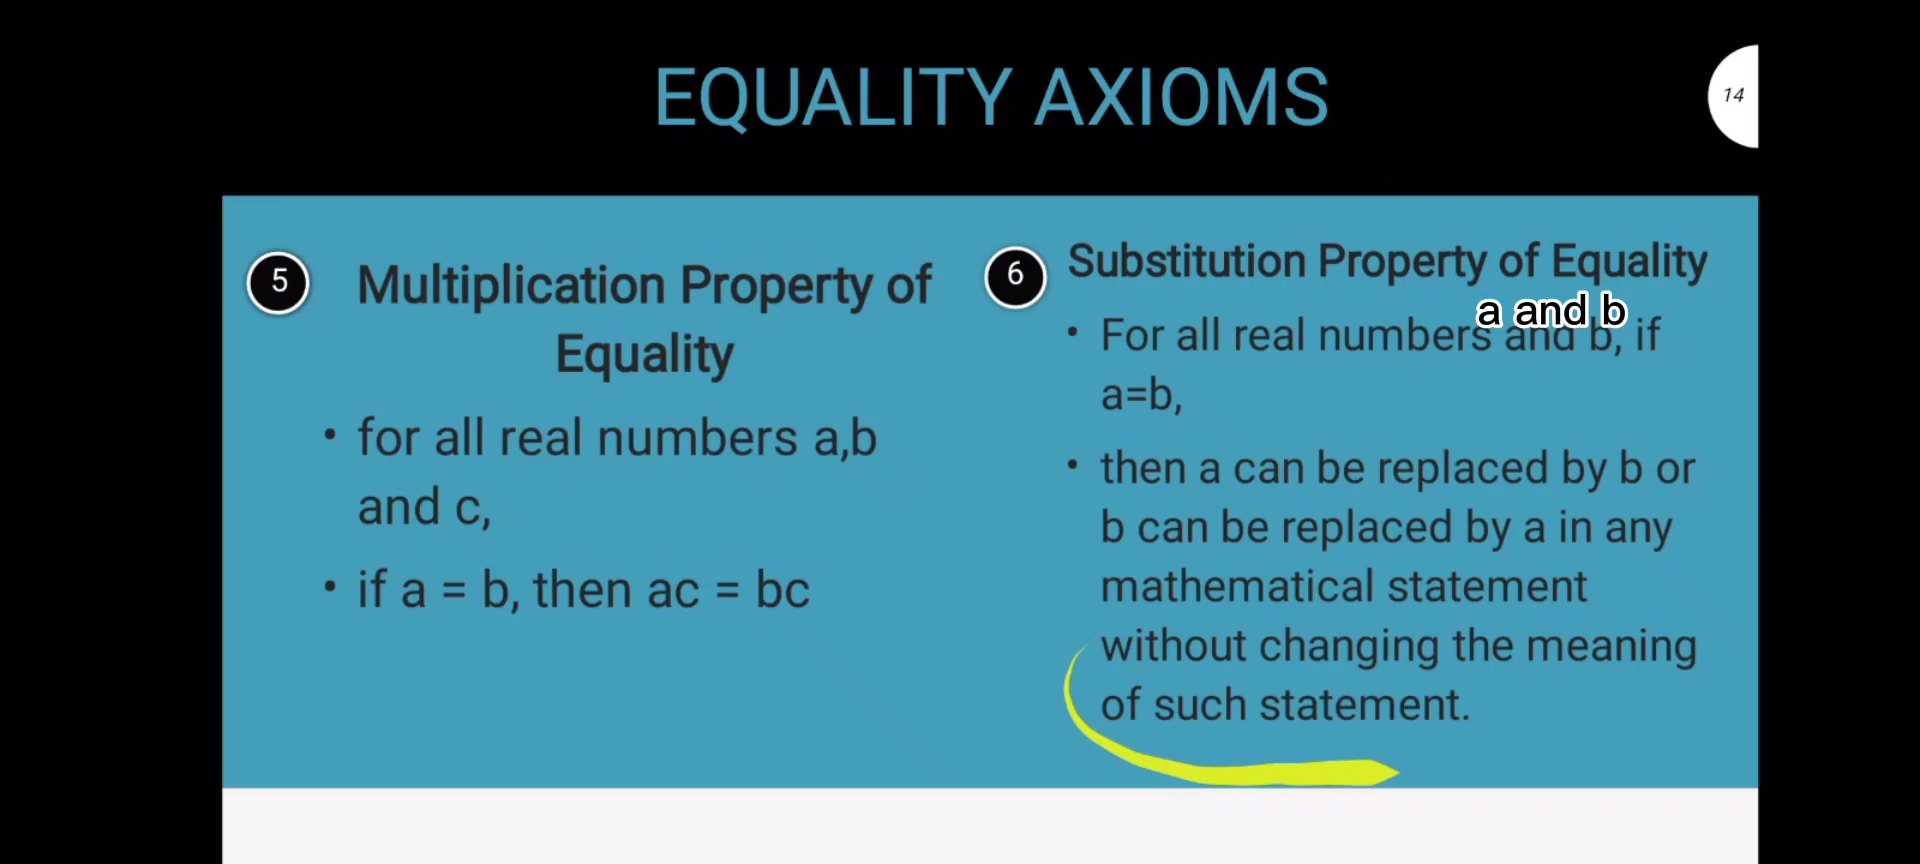 EQUALITY AXIOMS
14
5
Multiplication Property of
Equality
• for all real numbers a,b
and c,
• if a = b, then ac = bc
6
Substitution Property of Equality
a and b
• For all real numbers and b, if
a=b,
• then a can be replaced by b or
b can be replaced by a in any
mathematical statement
without changing the meaning
of such statement.